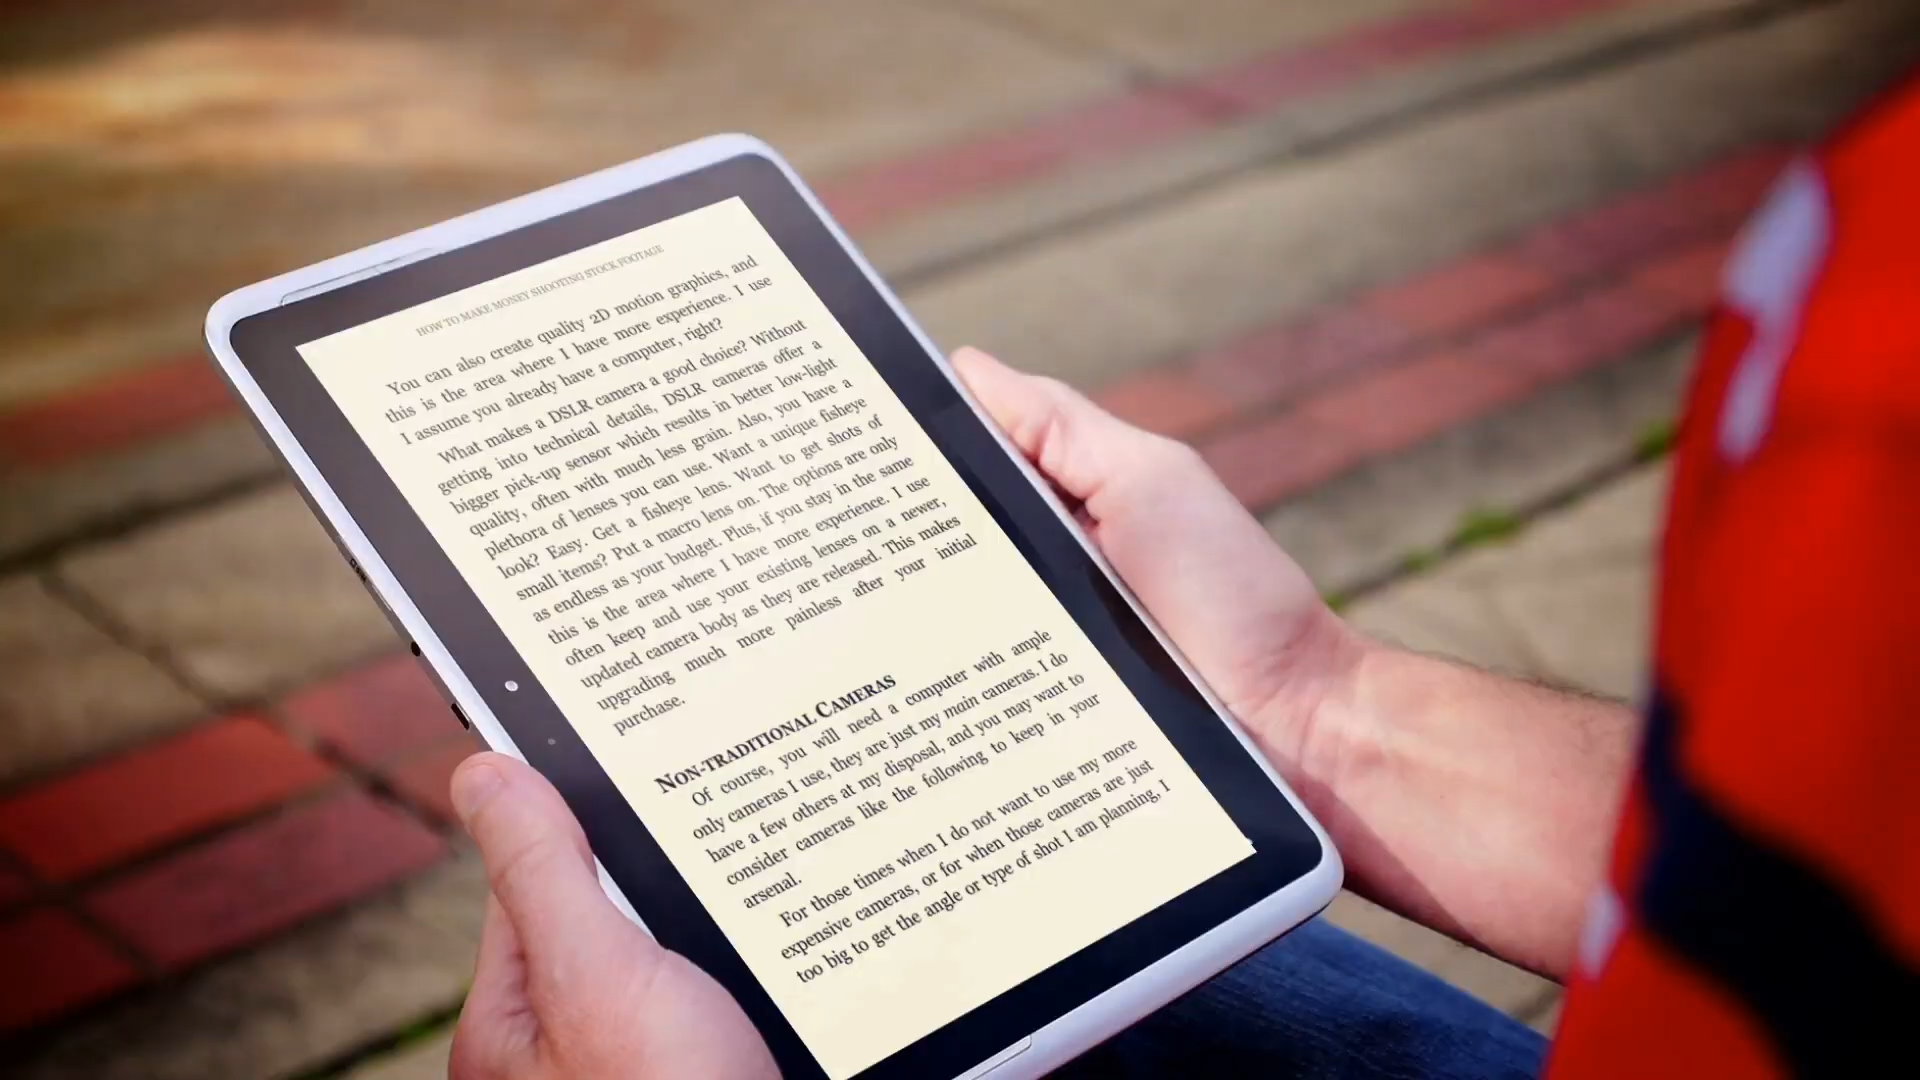 HOW TO MAKE MONEY SHOOTING STOCK FOOTAGE
You can also create quality 2D motion graphics, and
this is the area where I have more experience. I use
I assume you already have a computer, right?
What makes a DSLR camera a good choice? Without
getting into technical details, DSLR cameras offer a
bigger pick-up sensor which results in better low-light
quality, often with much less grain. Also, you have a
plethora of lenses you can use. Want a unique fisheye
look? Easy. Get a fisheye lens. Want to get shots of
small items? Put a macro lens on. The options are only
as endless as your budget. Plus, if you stay in the same
this is the area where I have more experience. I use
often keep and use your existing lenses on a newer,
updated camera body as they are released. This makes
upgrading much more painless after your initial
purchase.
NON-TRADITIONAL CAMERAS
Of course, you will need a computer with ample
only cameras I use, they are just my main cameras. I do
have a few others at my disposal, and you may want to
consider cameras like the following to keep in your
arsenal.
For those times when I do not want to use my more
expensive cameras, or for when those cameras are just
too big to get the angle or type of shot I am planning, I